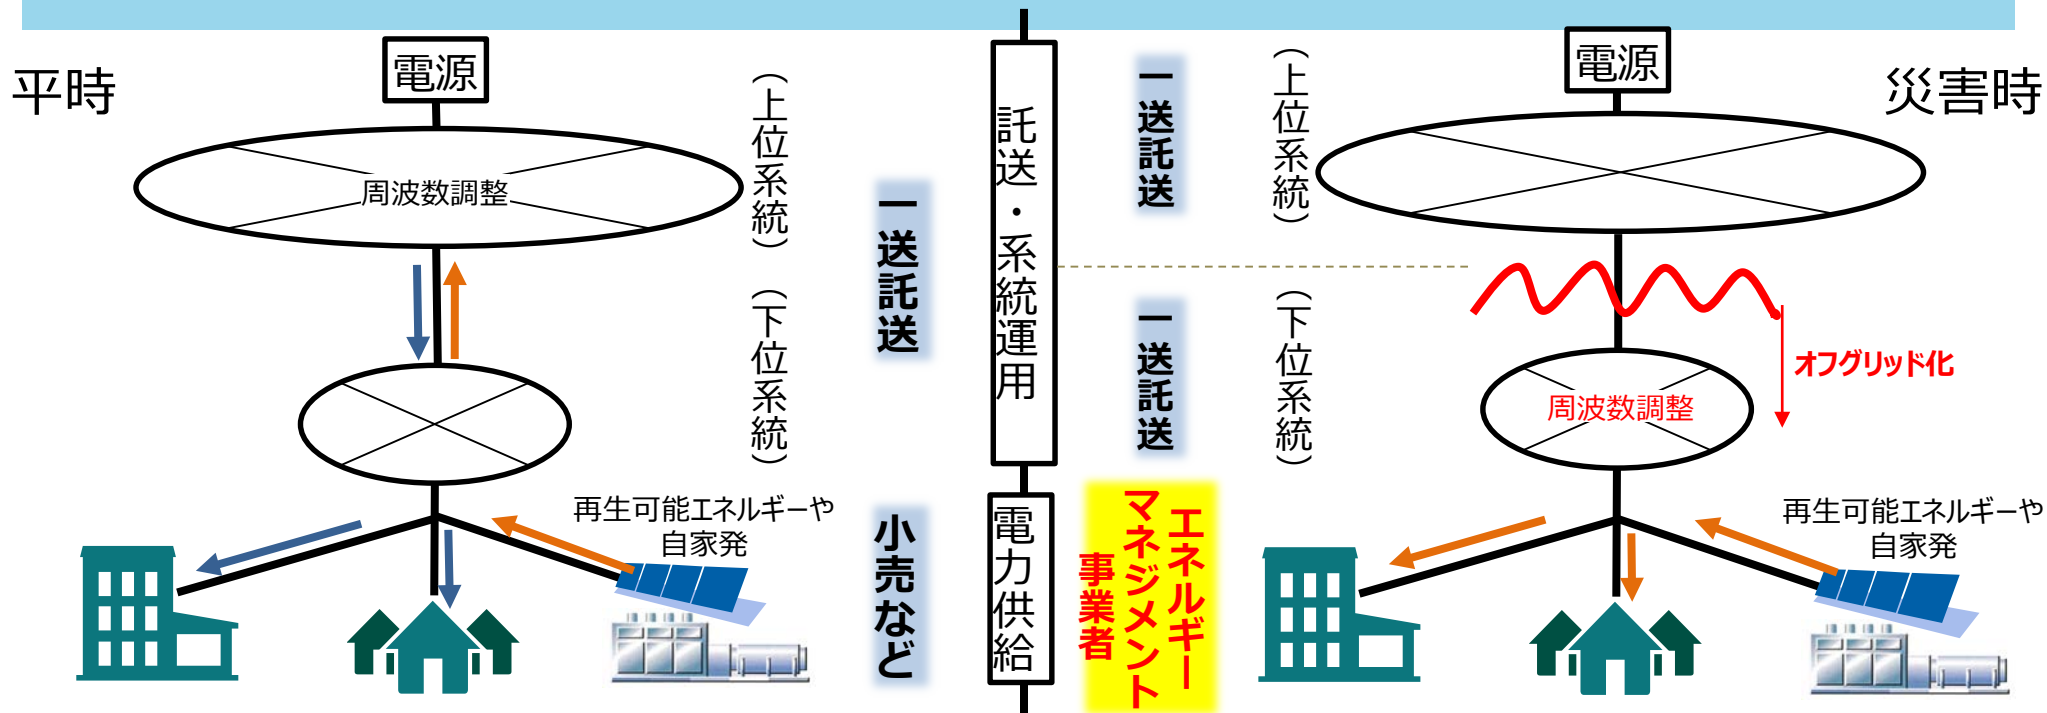 平時
電源
周波数調整
（上位系統）
（下位系統）
一送託送
再生可能エネルギーや
自家発
小売など
託送・系統運用
電力供給
一送託送
一送託送
エネルギー
マネジメント
事業者
（上位系統）
（下位系統）
電源
災害時
オフグリッド化
周波数調整
再生可能エネルギーや
自家発